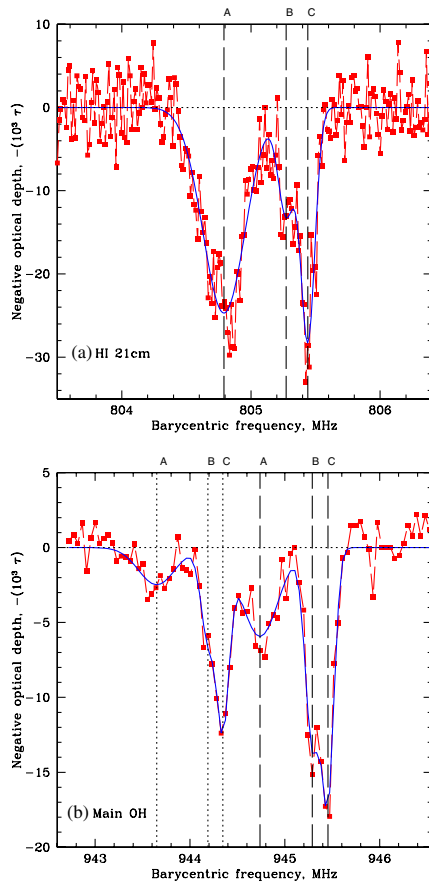 A B C
10
0
−10
−20
−30
Negative optical depth, −(10³ τ)
(a) HI 21cm
804 805 806
Barycentric frequency, MHz
A B C A B C
5
0
−5
−10
−15
−20
Negative optical depth, −(10³ τ)
(b) Main OH
943 944 945 946
Barycentric frequency, MHz